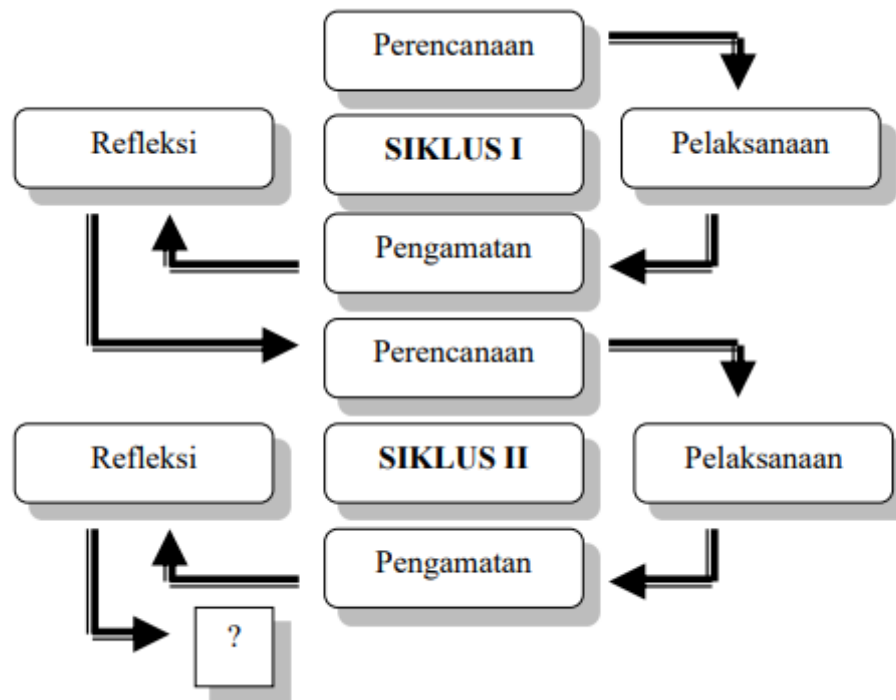 Perencanaan
Refleksi
SIKLUS I
Pelaksanaan
Pengamatan
Perencanaan
Refleksi
SIKLUS II
Pelaksanaan
Pengamatan
?